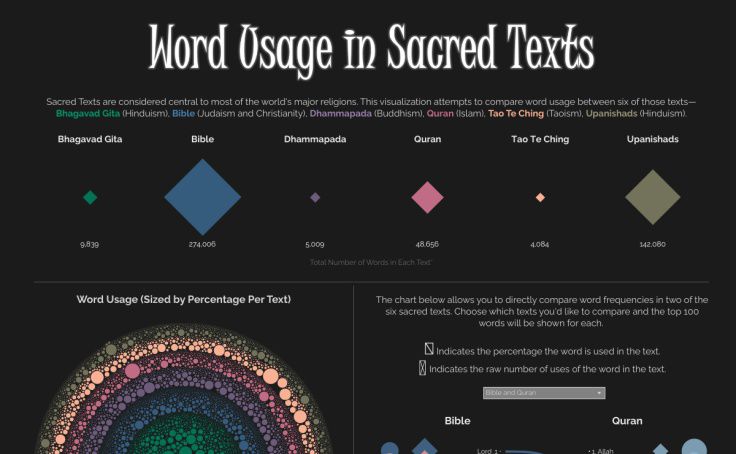 Word Usage in Sacred Texts
Sacred Texts are considered central to most of the world's major religions. This visualization attempts to compare word usage between six of those texts—
Bhagavad Gita (Hinduism), Bible (Judaism and Christianity), Dhammapada (Buddhism), Quran (Islam), Tao Te Ching (Taoism), Upanishads (Hinduism).
Bhagavad Gita Bible Dhammapada Quran Tao Te Ching Upanishads
9,839 274,006 5,009 48,656 4,084 142,080
Total Number of Words in Each Text*
Word Usage (Sized by Percentage Per Text)
The chart below allows you to directly compare word frequencies in two of the
six sacred texts. Choose which texts you'd like to compare and the top 100
words will be shown for each.
Indicates the percentage the word is used in the text.
Indicates the raw number of uses of the word in the text.
Bible and Quran
Bible Quran
Lord, 1 • • 1, Allah